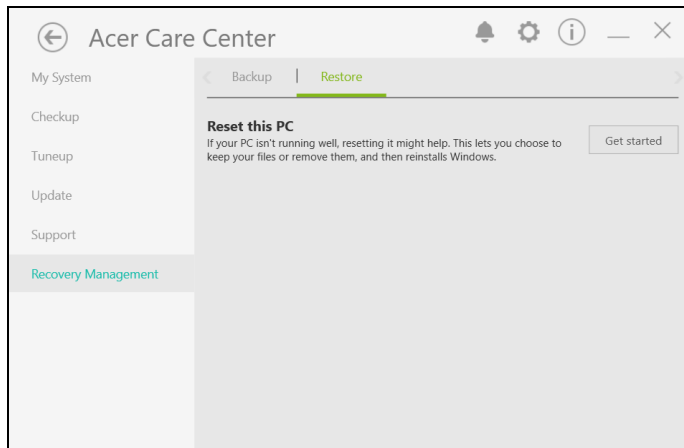 Acer Care Center
My System
Checkup
Tuneup
Update
Support
Recovery Management
Backup
Restore
Reset this PC
If your PC isn't running well, resetting it might help. This lets you choose to
keep your files or remove them, and then reinstalls Windows.
Get started